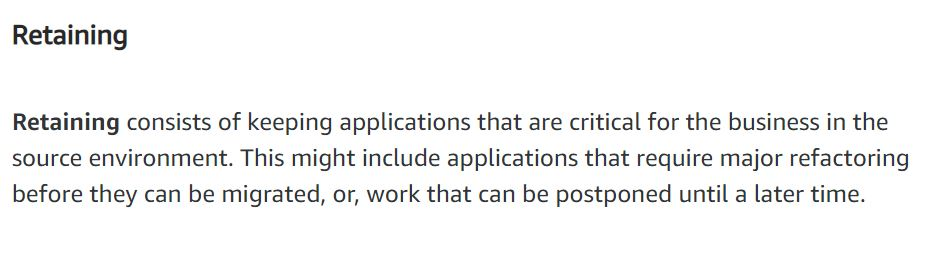 Retaining
Retaining consists of keeping applications that are critical for the business in the
source environment. This might include applications that require major refactoring
before they can be migrated, or, work that can be postponed until a later time.